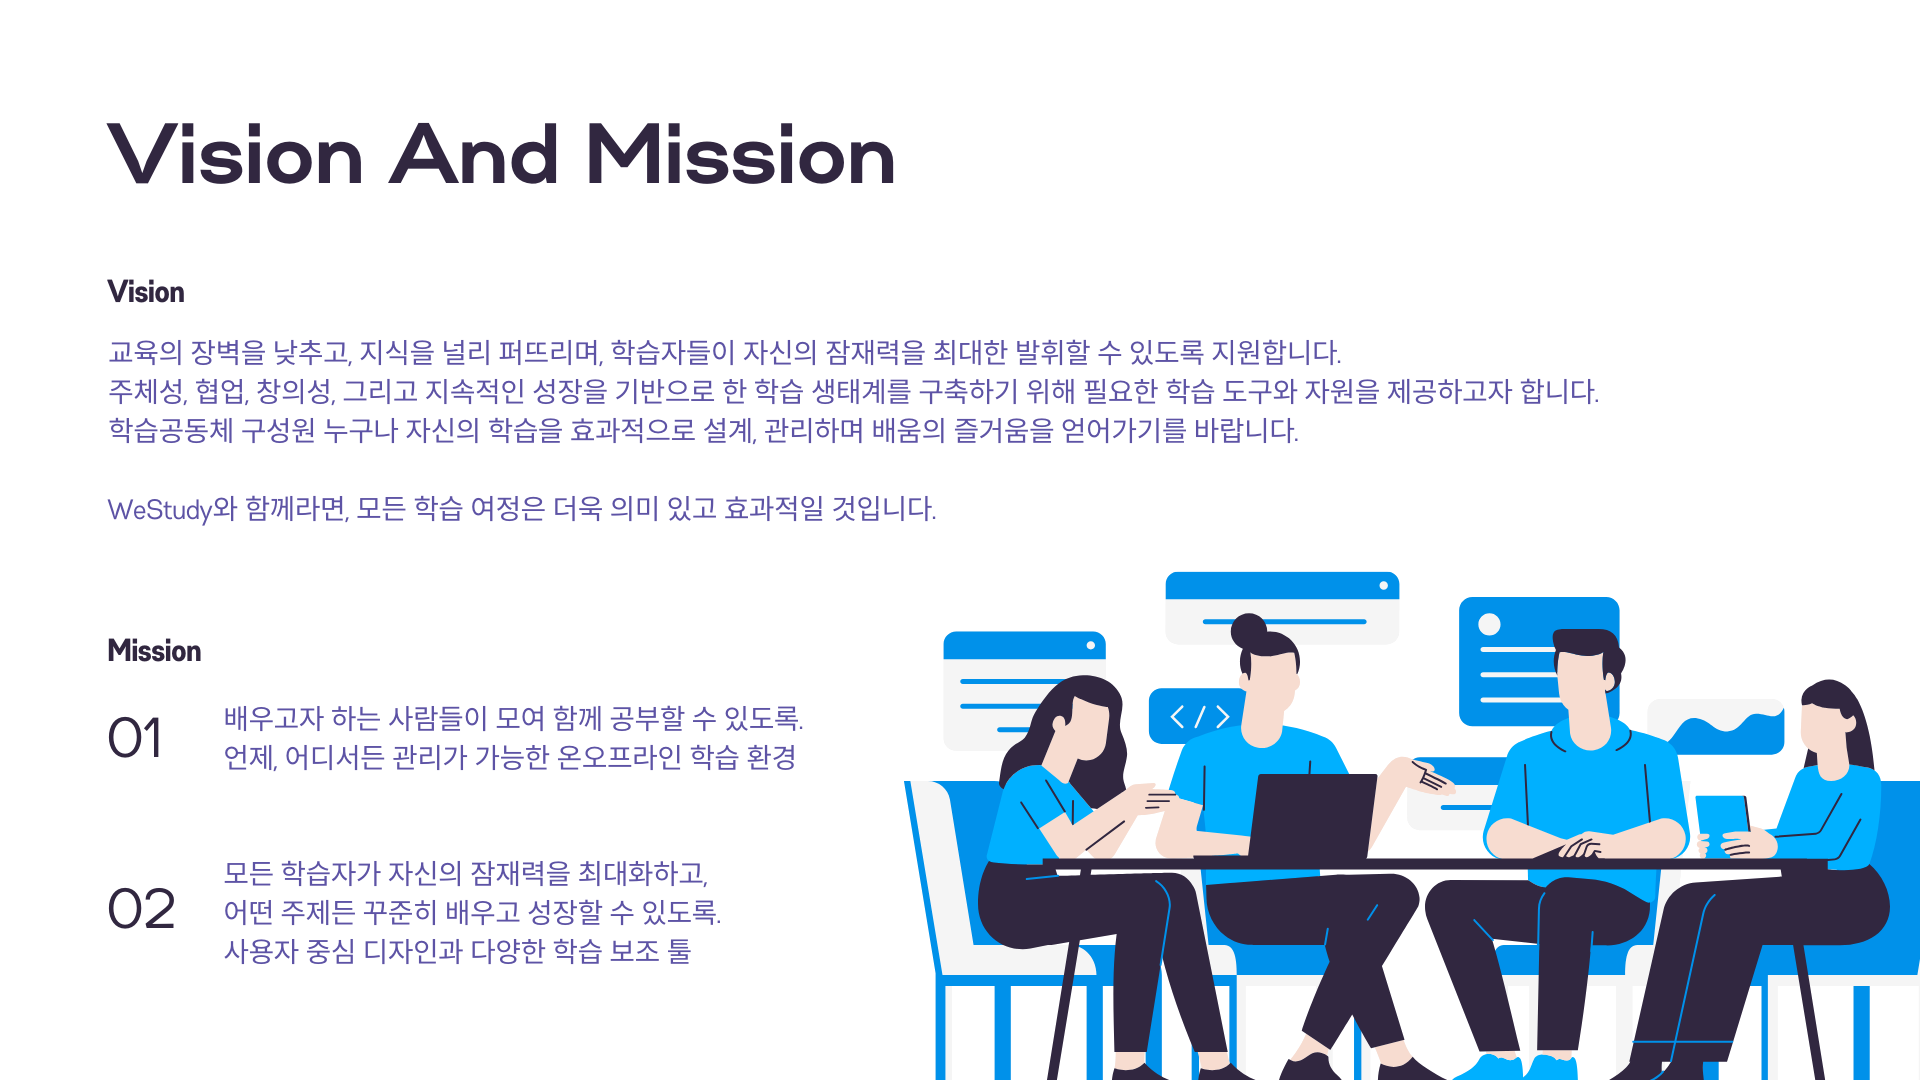 Vision And Mission
Vision
교육의 장벽을 낮추고, 지식을 널리 퍼뜨리며, 학습자들이 자신의 잠재력을 최대한 발휘할 수 있도록 지원합니다.
주체성, 협업, 창의성, 그리고 지속적인 성장을 기반으로 한 학습 생태계를 구축하기 위해 필요한 학습 도구와 자원을 제공하고자 합니다.
학습공동체 구성원 누구나 자신의 학습을 효과적으로 설계, 관리하며 배움의 즐거움을 얻어가기를 바랍니다.
WeStudy와 함께라면, 모든 학습 여정은 더욱 의미 있고 효과적일 것입니다.
Mission
01
배우고자 하는 사람들이 모여 함께 공부할 수 있도록.
언제, 어디서든 관리가 가능한 온오프라인 학습 환경
02
모든 학습자가 자신의 잠재력을 최대화하고,
어떤 주제든 꾸준히 배우고 성장할 수 있도록.
사용자 중심 디자인과 다양한 학습 보조 툴